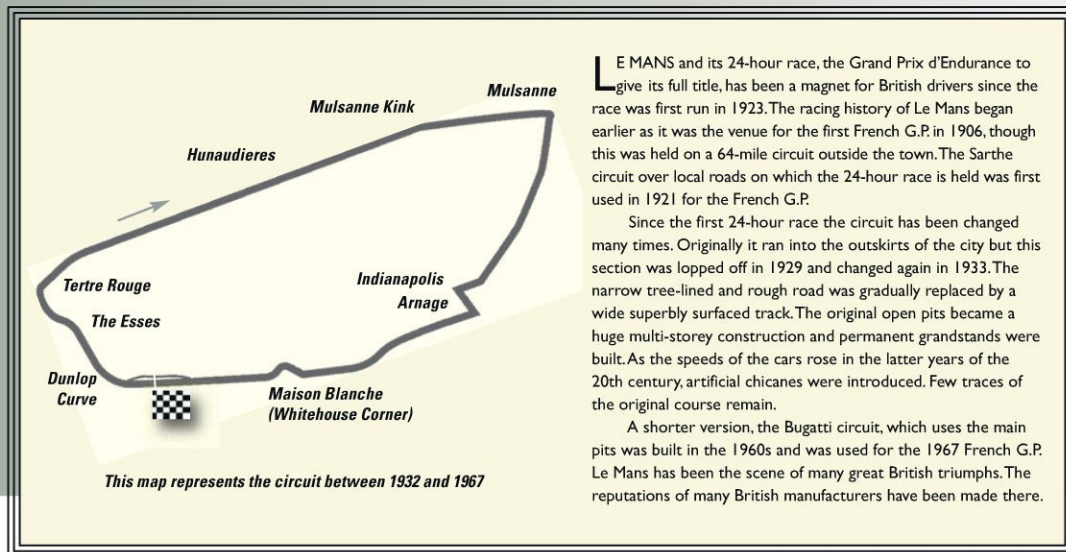 Mulsanne
Mulsanne Kink
Hunaudieres
Tertre Rouge
The Esses
Indianapolis
Arnage
Dunlop
Curve
Maison Blanche
(Whitehouse Corner)
This map represents the circuit between 1932 and 1967
LE MANS and its 24-hour race, the Grand Prix d'Endurance to
give its full title, has been a magnet for British drivers since the
race was first run in 1923. The racing history of Le Mans began
earlier as it was the venue for the first French G.P. in 1906, though
this was held on a 64-mile circuit outside the town. The Sarthe
circuit over local roads on which the 24-hour race is held was first
used in 1921 for the French G.P.
Since the first 24-hour race the circuit has been changed
many times. Originally it ran into the outskirts of the city but this
section was lopped off in 1929 and changed again in 1933. The
narrow tree-lined and rough road was gradually replaced by a
wide superbly surfaced track. The original open pits became a
huge multi-storey construction and permanent grandstands were
built. As the speeds of the cars rose in the latter years of the
20th century, artificial chicanes were introduced. Few traces of
the original course remain.
A shorter version, the Bugatti circuit, which uses the main
pits was built in the 1960s and was used for the 1967 French G.P.
Le Mans has been the scene of many great British triumphs. The
reputations of many British manufacturers have been made there.